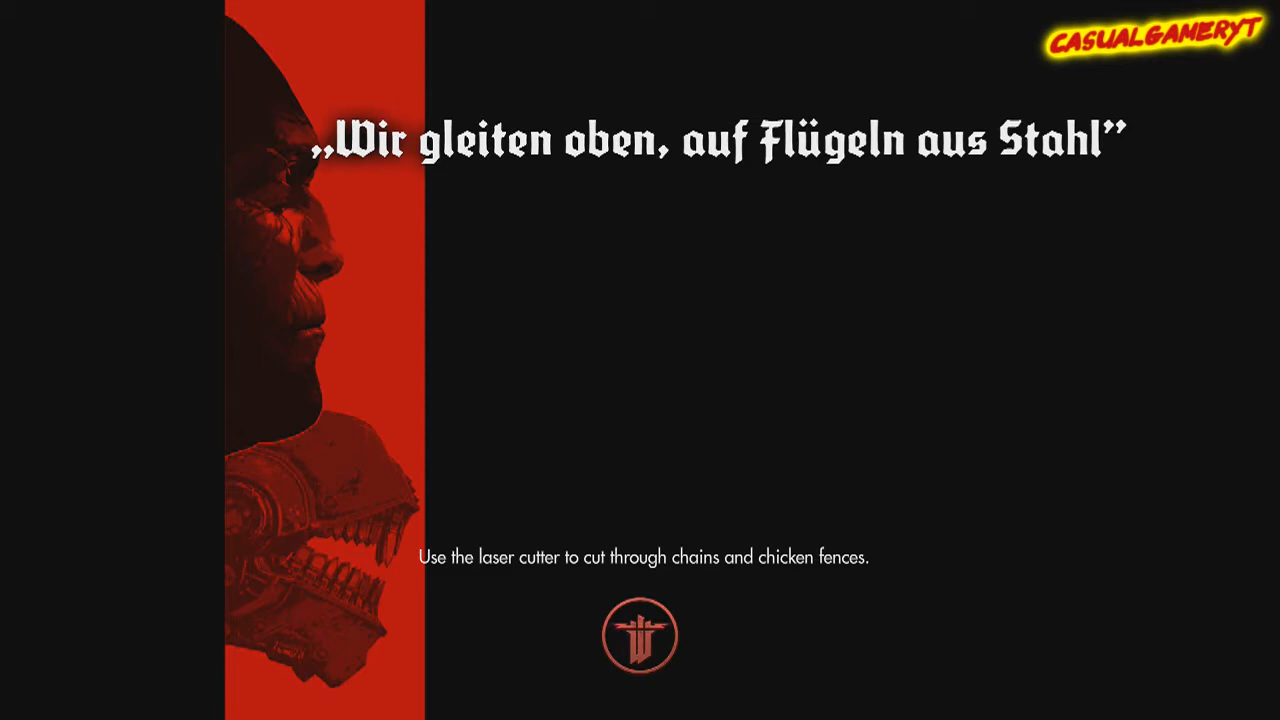 CASUALGAMERYT
„Wir gleiten oben, auf Flügeln aus Stahl”
Use the laser cutter to cut through chains and chicken fences.